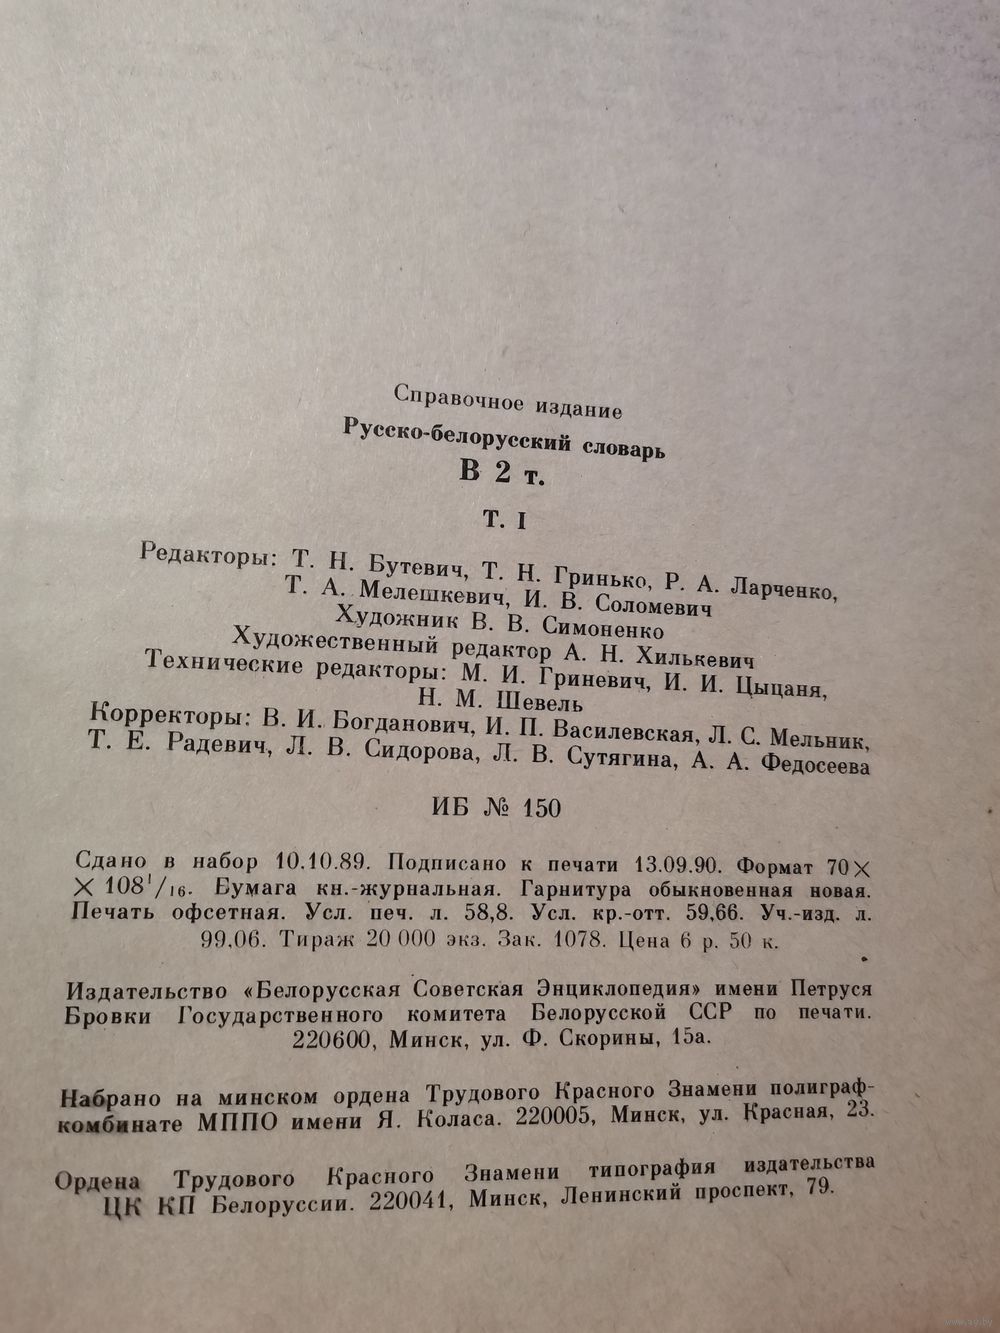 Справочное издание
Русско-белорусский словарь
В 2 т.
Т. I
Редакторы: Т. Н. Бутевич, Т. Н. Гринько, Р. А. Ларченко,
Т. А. Мелешкевич, И. В. Соломевич
Художник В. В. Симоненко
Художественный редактор А. Н. Хилькевич
Технические редакторы: М. И. Гриневич, И. И. Цыцаня,
Н. М. Шевель
Корректоры: В. И. Богданович, И. П. Василевская, Л. С. Мельник,
Т. Е. Радевич, Л. В. Сидорова, Л. В. Сутягина, А. А. Федосеева
ИБ № 150
Сдано в набор 10.10.89. Подписано к печати 13.09.90. Формат 70×
×108¹/₁₆. Бумага кн.-журнальная. Гарнитура обыкновенная новая.
Печать офсетная. Усл. печ. л. 58,8. Усл. кр.-отт. 59,66. Уч.-изд. л.
99,06. Тираж 20 000 экз. Зак. 1078. Цена 6 р. 50 к.
Издательство «Белорусская Советская Энциклопедия» имени Петруся
Бровки Государственного комитета Белорусской ССР по печати.
220600, Минск, ул. Ф. Скорины, 15а.
Набрано на минском ордена Трудового Красного Знамени полиграф-
комбинате МППО имени Я. Коласа. 220005, Минск, ул. Красная, 23.
Ордена Трудового Красного Знамени типография издательства
ЦК КП Белоруссии. 220041, Минск, Ленинский проспект, 79.
www.ay.by